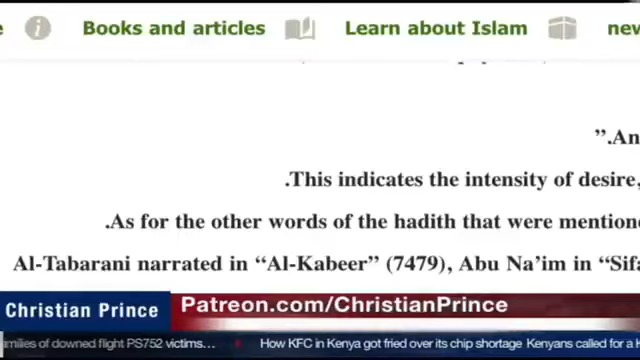 Books and articles Learn about Islam
".An
.This indicates the intensity of desire,
.As for the other words of the hadith that were mentione
Al-Tabarani narrated in "Al-Kabeer" (7479), Abu Na'im in "Sifa
Christian Prince
Patreon.com/ChristianPrince
amilies of downed flight PS752 victims... How KFC in Kenya got fried over its chip shortage Kenyans called for a